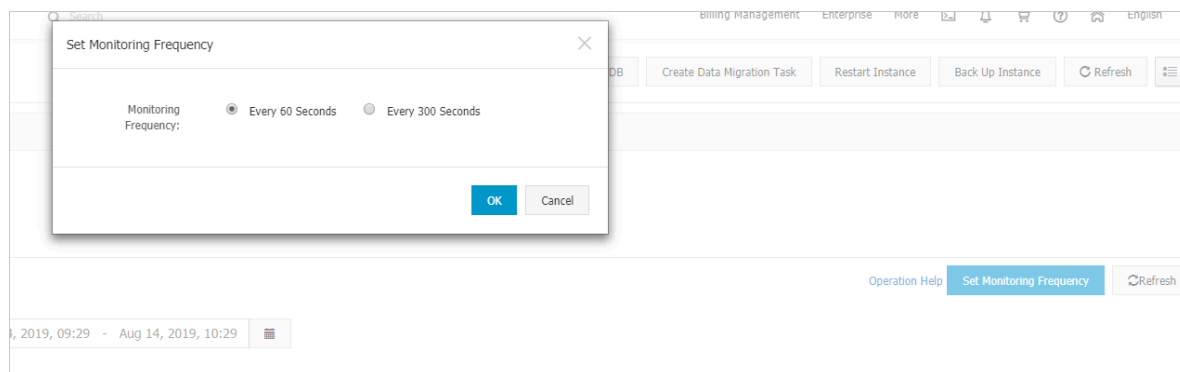 Search
Billing Management Enterprise More English
Set Monitoring Frequency
DB Create Data Migration Task Restart Instance Back Up Instance Refresh
Monitoring Frequency:
Every 60 Seconds Every 300 Seconds
OK Cancel
Operation Help Set Monitoring Frequency Refresh
, 2019, 09:29 - Aug 14, 2019, 10:29